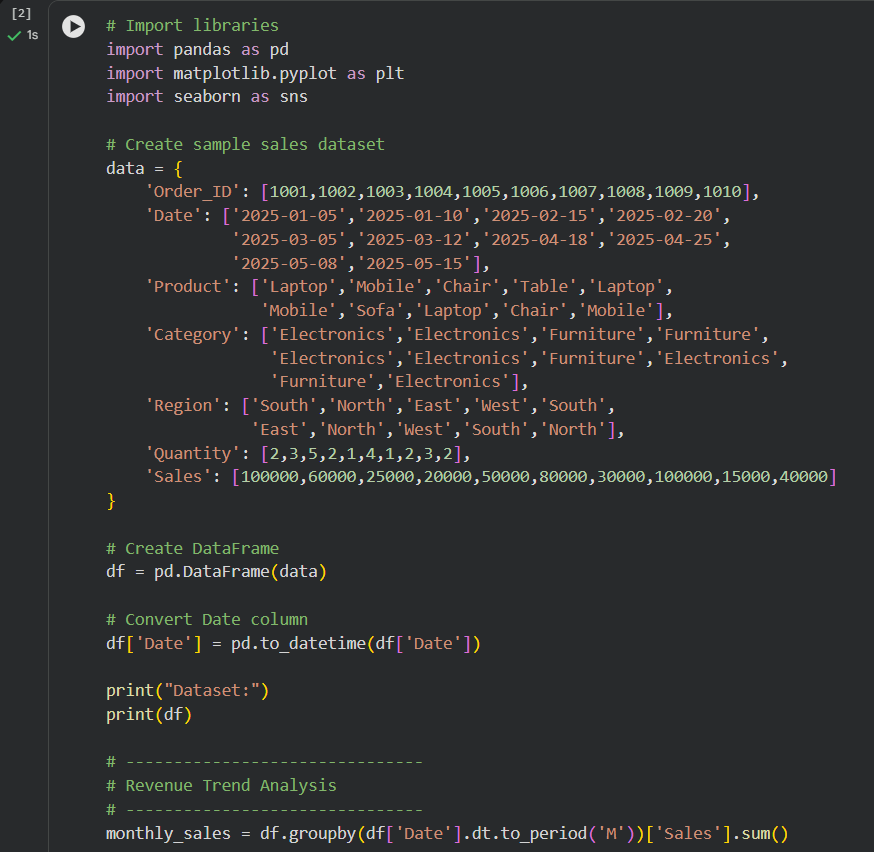 [2]
1s
# Import libraries
import pandas as pd
import matplotlib.pyplot as plt
import seaborn as sns
# Create sample sales dataset
data = {
    'Order_ID': [1001,1002,1003,1004,1005,1006,1007,1008,1009,1010],
    'Date': ['2025-01-05','2025-01-10','2025-02-15','2025-02-20',
             '2025-03-05','2025-03-12','2025-04-18','2025-04-25',
             '2025-05-08','2025-05-15'],
    'Product': ['Laptop','Mobile','Chair','Table','Laptop',
                'Mobile','Sofa','Laptop','Chair','Mobile'],
    'Category': ['Electronics','Electronics','Furniture','Furniture',
                 'Electronics','Electronics','Furniture','Electronics',
                 'Furniture','Electronics'],
    'Region': ['South','North','East','West','South',
               'East','North','West','South','North'],
    'Quantity': [2,3,5,2,1,4,1,2,3,2],
    'Sales': [100000,60000,25000,20000,50000,80000,30000,100000,15000,40000]
}
# Create DataFrame
df = pd.DataFrame(data)
# Convert Date column
df['Date'] = pd.to_datetime(df['Date'])
print("Dataset:")
print(df)
# -------------------------------
# Revenue Trend Analysis
# -------------------------------
monthly_sales = df.groupby(df['Date'].dt.to_period('M'))['Sales'].sum()